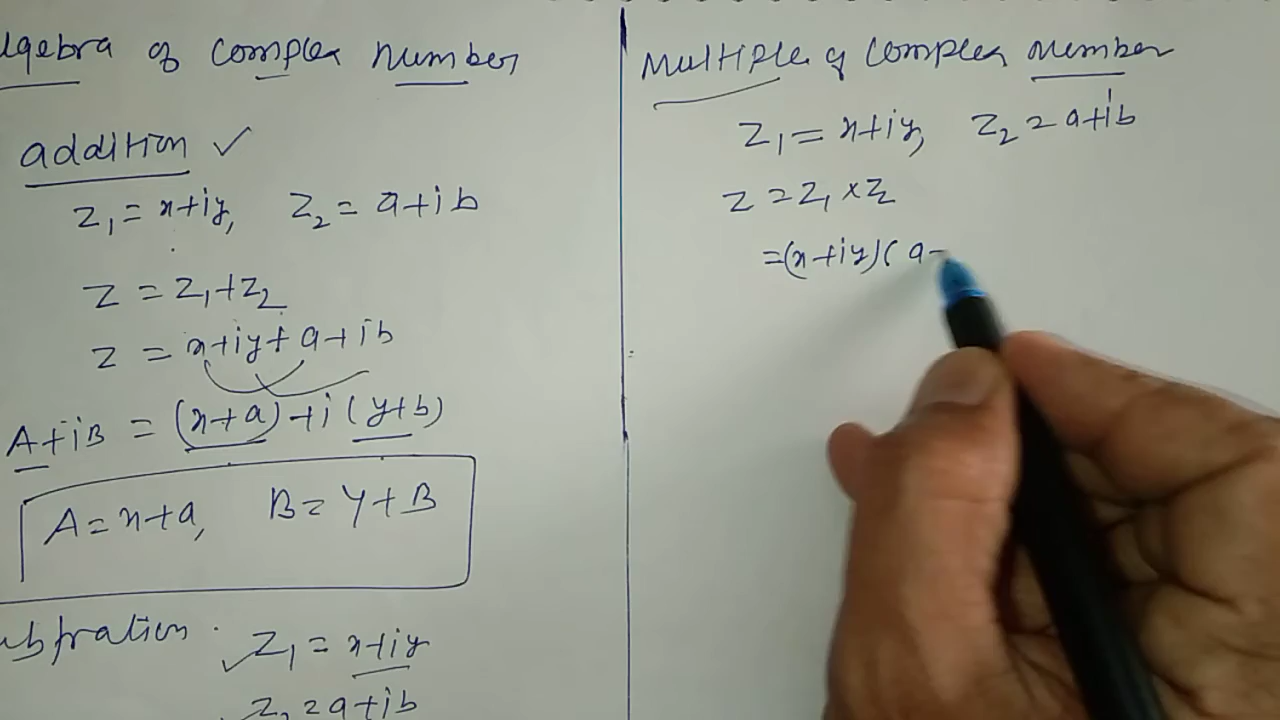 lgebra of Complex Number
addition ✓
Z₁ = x+iy, Z₂ = a+ib
Z = Z₁+Z₂
Z = x+iy+a+ib
A+iB = (x+a)+i(y+b)
A=x+a, B=y+B
ubtration.
Z₁ = x+iy
Z₂ = a+ib
Multiple of Complex Number
Z₁ = x+iy, Z₂ = a+ib
Z = Z₁ × Z₂
=(x+iy)(a-